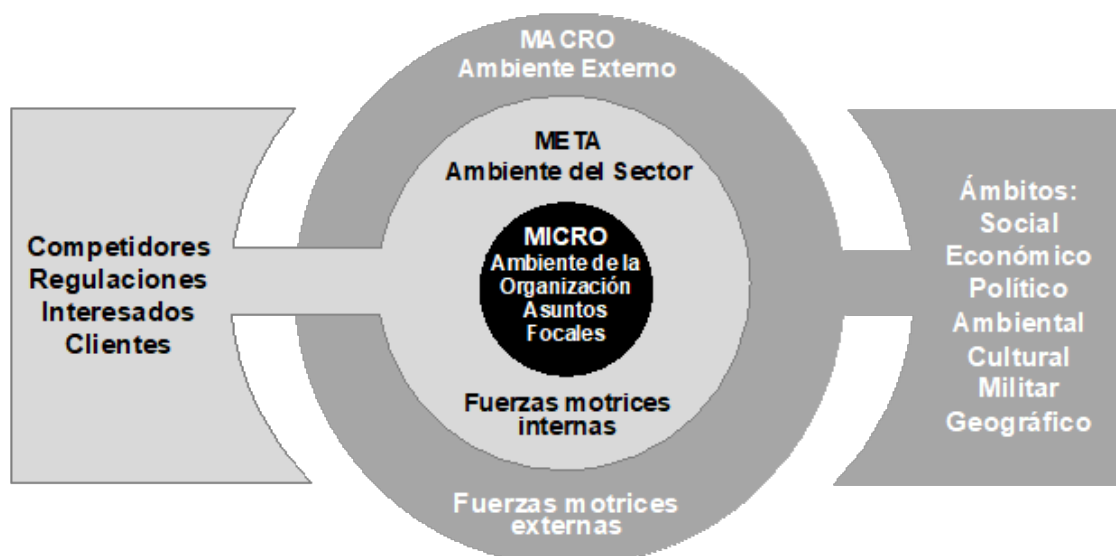 MACRO
Ambiente Externo
META
Ambiente del Sector
MICRO
Ambiente de la
Organización
Asuntos
Focales
Fuerzas motrices
internas
Fuerzas motrices
externas
Competidores
Regulaciones
Interesados
Clientes
Ámbitos:
Social
Económico
Político
Ambiental
Cultural
Militar
Geográfico